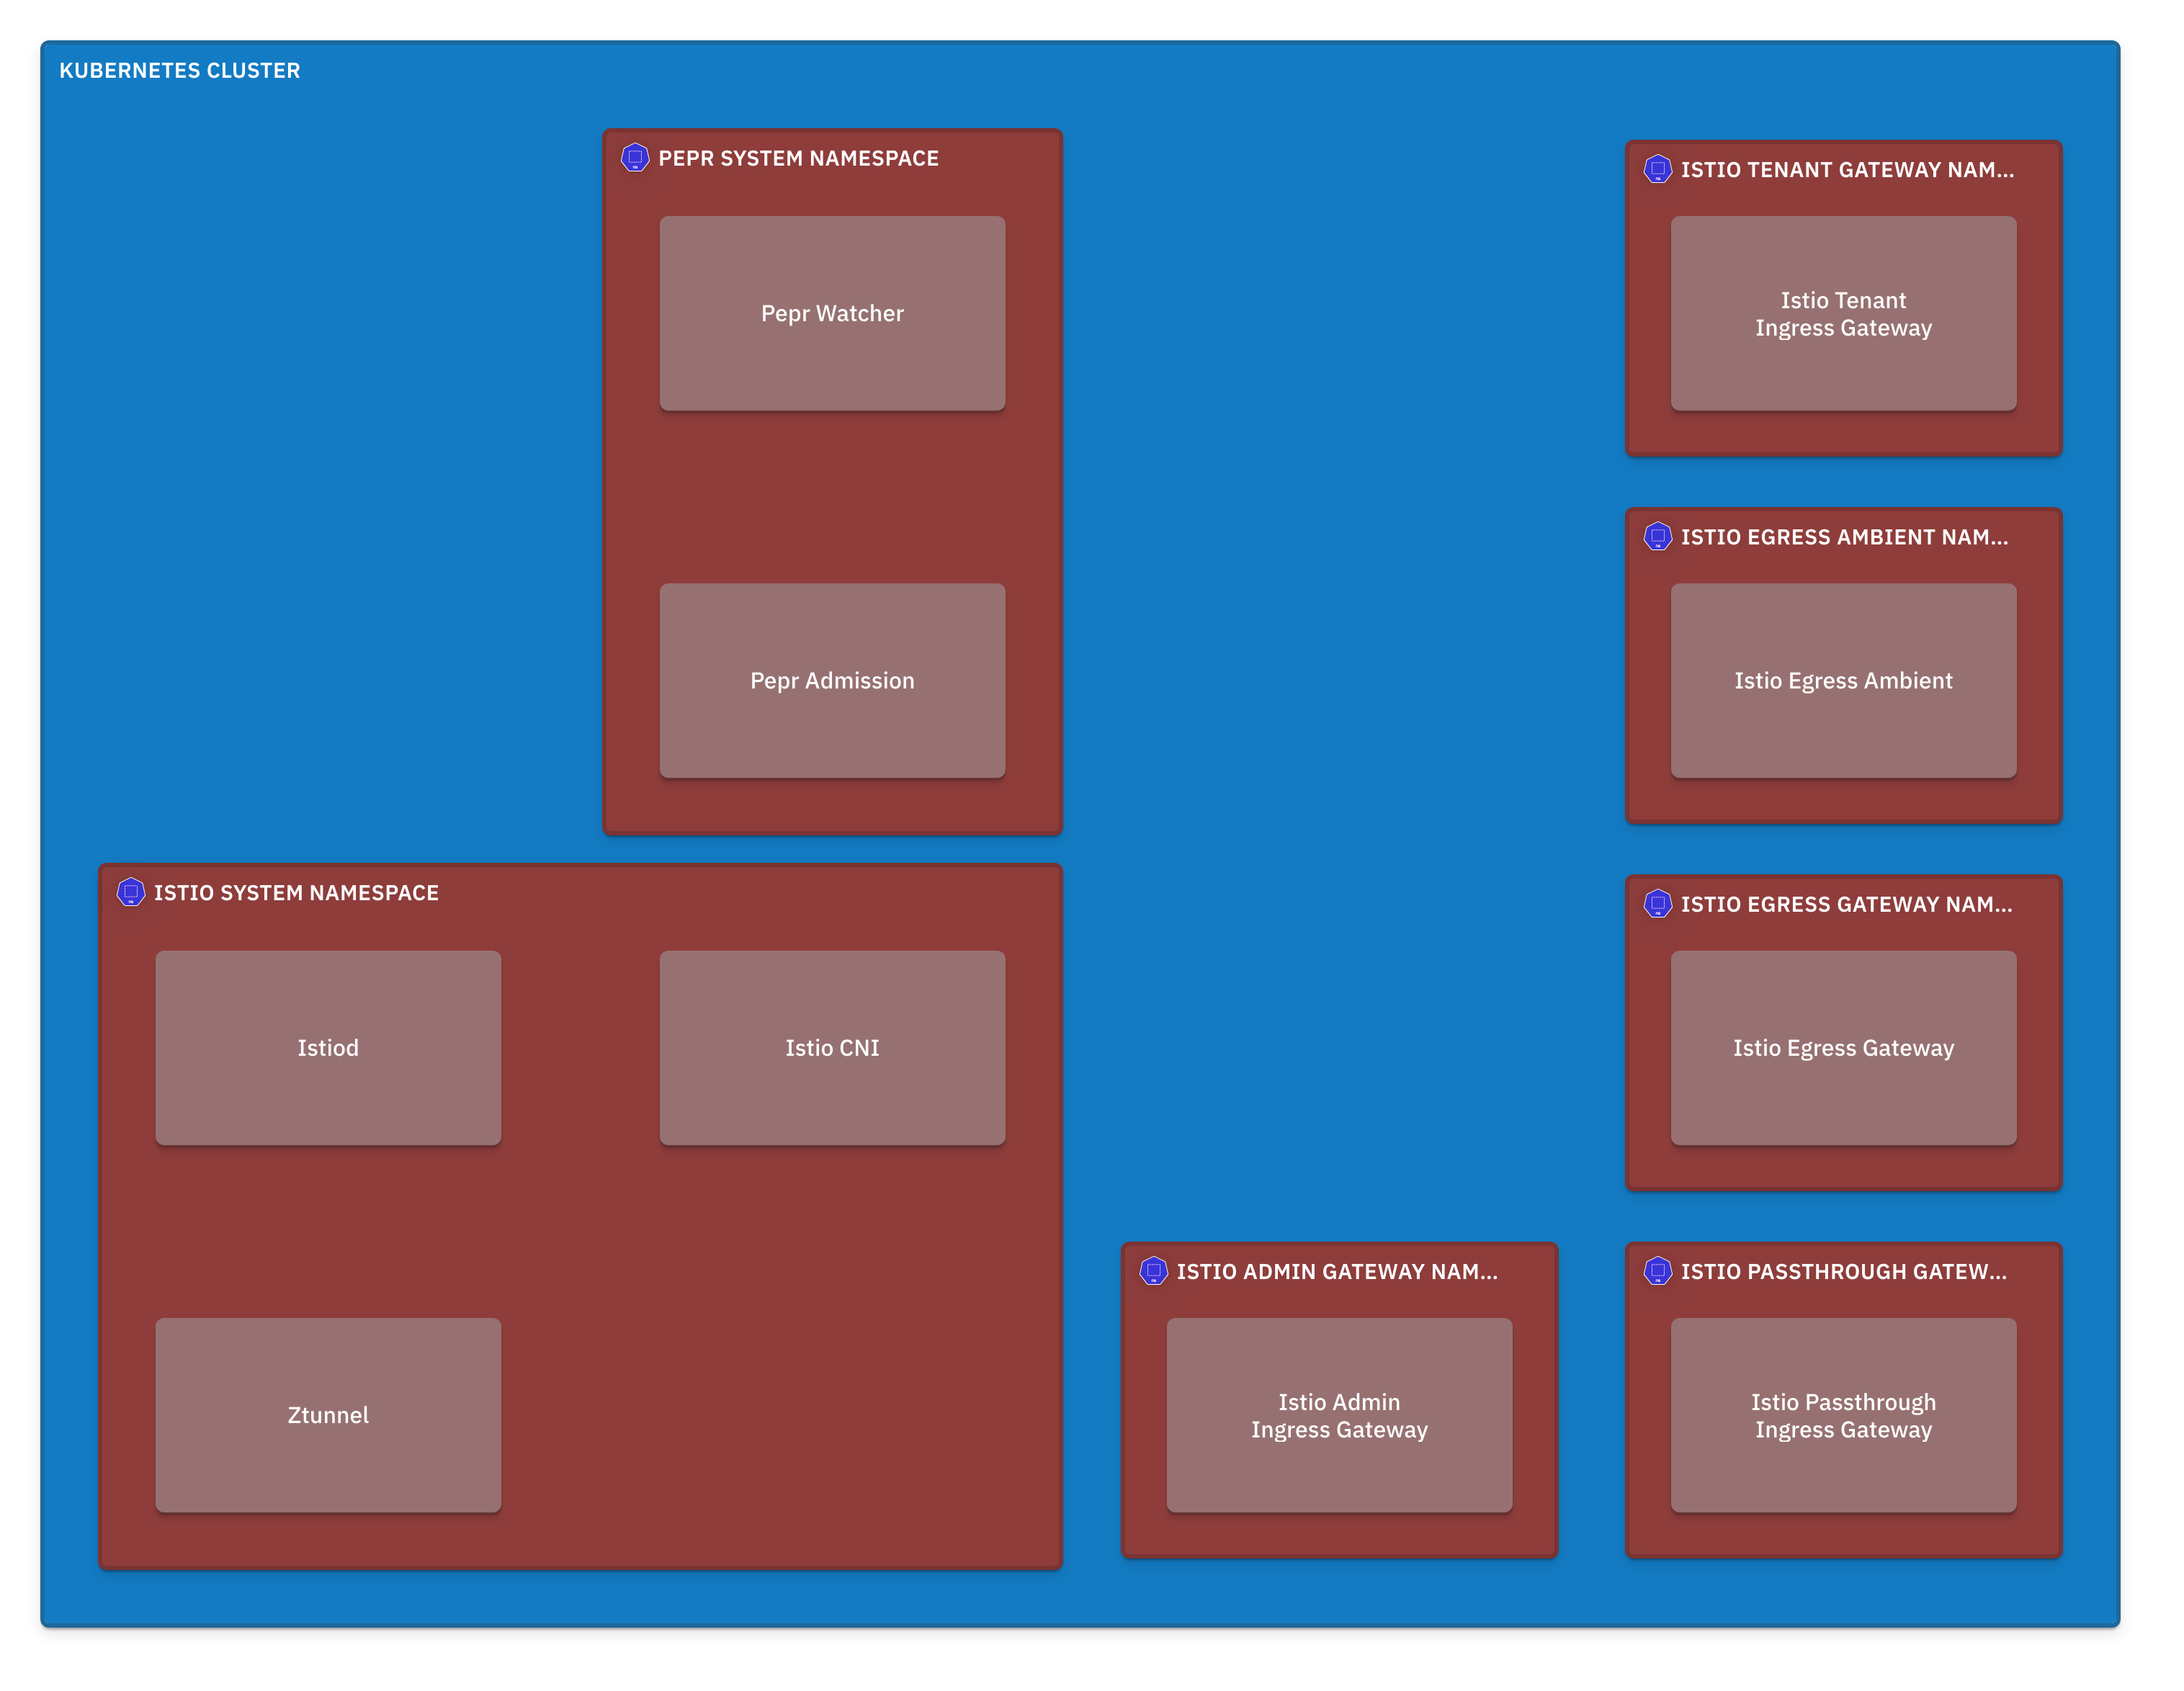 KUBERNETES CLUSTER
PEPR SYSTEM NAMESPACE
Pepr Watcher
Pepr Admission
ISTIO TENANT GATEWAY NAM...
Istio Tenant
Ingress Gateway
ISTIO EGRESS AMBIENT NAM...
Istio Egress Ambient
ISTIO SYSTEM NAMESPACE
Istiod
Istio CNI
Ztunnel
ISTIO EGRESS GATEWAY NAM...
Istio Egress Gateway
ISTIO ADMIN GATEWAY NAM...
Istio Admin
Ingress Gateway
ISTIO PASSTHROUGH GATEW...
Istio Passthrough
Ingress Gateway